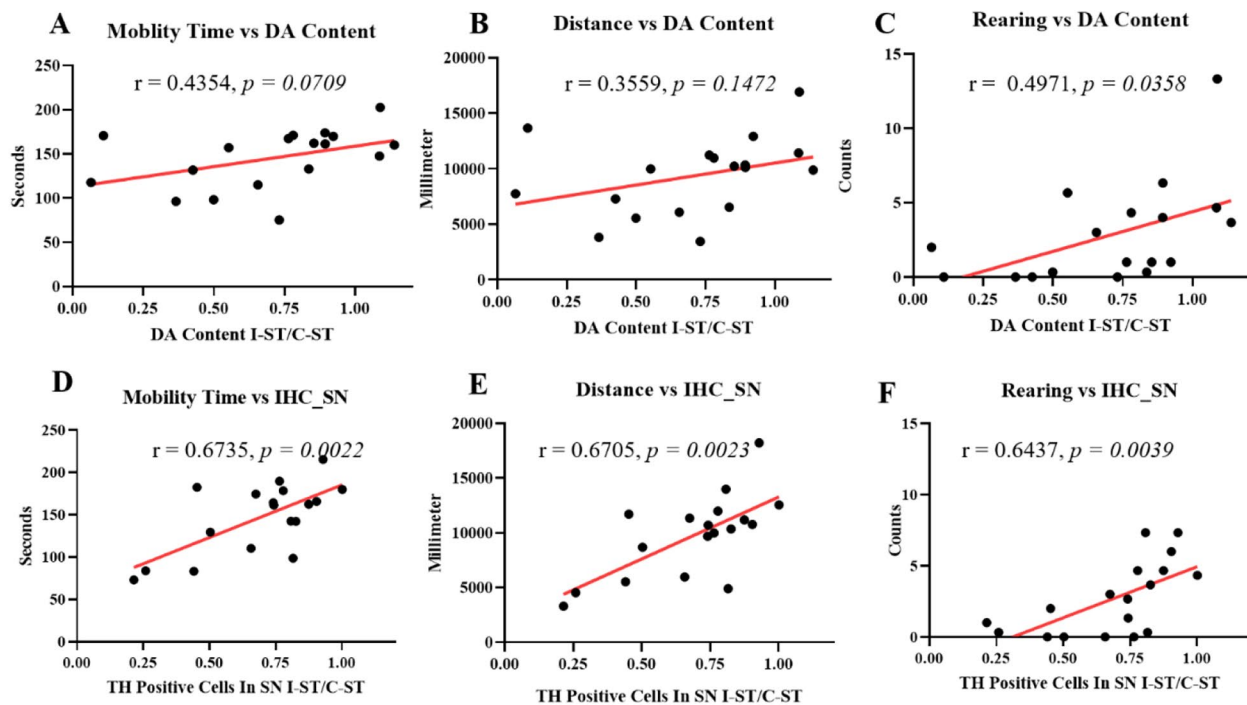 A
Moblity Time vs DA Content
r = 0.4354, p = 0.0709
Seconds
250
200
150
100
50
0
0.00 0.25 0.50 0.75 1.00
DA Content I-ST/C-ST
B
Distance vs DA Content
r = 0.3559, p = 0.1472
Millimeter
20000
15000
10000
5000
0
0.00 0.25 0.50 0.75 1.00
DA Content I-ST/C-ST
C
Rearing vs DA Content
r = 0.4971, p = 0.0358
Counts
15
10
5
0
0.00 0.25 0.50 0.75 1.00
DA Content I-ST/C-ST
D
Mobility Time vs IHC_SN
r = 0.6735, p = 0.0022
Seconds
250
200
150
100
50
0
0.00 0.25 0.50 0.75 1.00
TH Positive Cells In SN I-ST/C-ST
E
Distance vs IHC_SN
r = 0.6705, p = 0.0023
Millimeter
20000
15000
10000
5000
0
0.00 0.25 0.50 0.75 1.00
TH Positive Cells In SN I-ST/C-ST
F
Rearing vs IHC_SN
r = 0.6437, p = 0.0039
Counts
15
10
5
0
0.00 0.25 0.50 0.75 1.00
TH Positive Cells In SN I-ST/C-ST